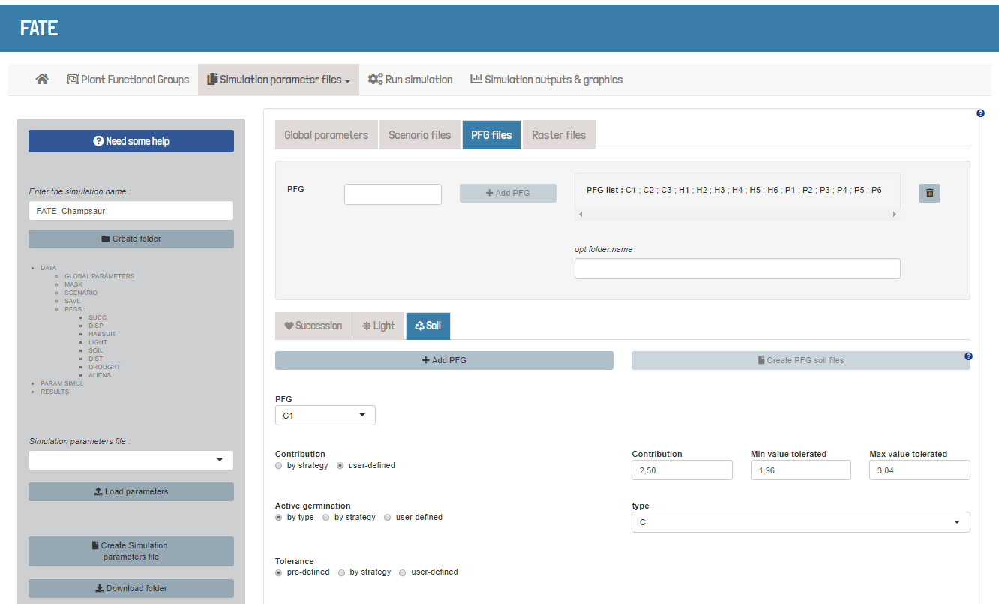 FATE
Plant Functional Groups
Simulation parameter files
Run simulation
Simulation outputs & graphics
Need some help
Enter the simulation name :
FATE_Champsaur
Create folder
DATA
GLOBAL PARAMETERS
MASK
SCENARIO
SAVE
PFGS :
SUCC
DISP
HABSUIT
LIGHT
SOIL
DIST
DROUGHT
ALIENS
PARAM SIMUL
RESULTS
Simulation parameters file :
Load parameters
Create Simulation
parameters file
Download folder
Global parameters
Scenario files
PFG files
Raster files
PFG
+ Add PFG
PFG list : C1 ; C2 ; C3 ; H1 ; H2 ; H3 ; H4 ; H5 ; H6 ; P1 ; P2 ; P3 ; P4 ; P5 ; P6
opt.folder.name
Succession
Light
Soil
+ Add PFG
Create PFG soil files
PFG
C1
Contribution
by strategy user-defined
Contribution Min value tolerated Max value tolerated
2,50 1,96 3,04
Active germination
by type by strategy user-defined
type
C
Tolerance
pre-defined by strategy user-defined